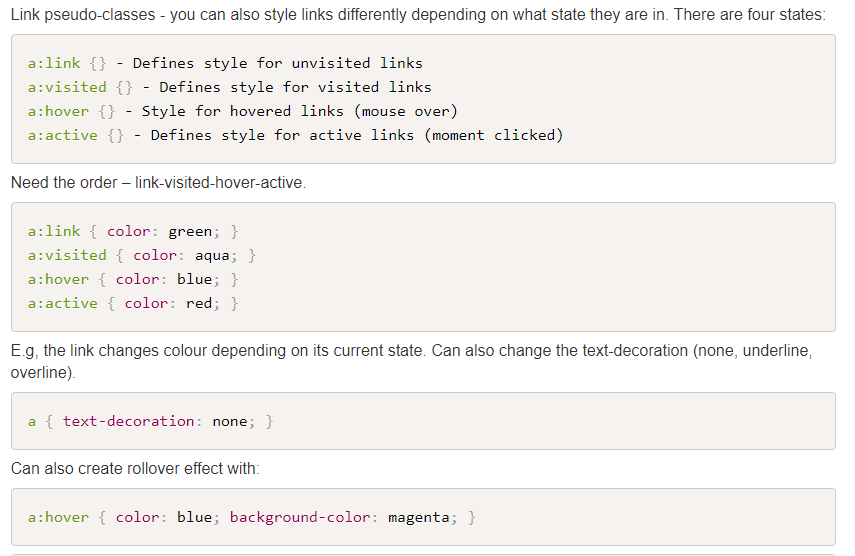 Link pseudo-classes - you can also style links differently depending on what state they are in. There are four states:
a:link {} - Defines style for unvisited links
a:visited {} - Defines style for visited links
a:hover {} - Style for hovered links (mouse over)
a:active {} - Defines style for active links (moment clicked)
Need the order – link-visited-hover-active.
a:link { color: green; }
a:visited { color: aqua; }
a:hover { color: blue; }
a:active { color: red; }
E.g, the link changes colour depending on its current state. Can also change the text-decoration (none, underline,
overline).
a { text-decoration: none; }
Can also create rollover effect with:
a:hover { color: blue; background-color: magenta; }